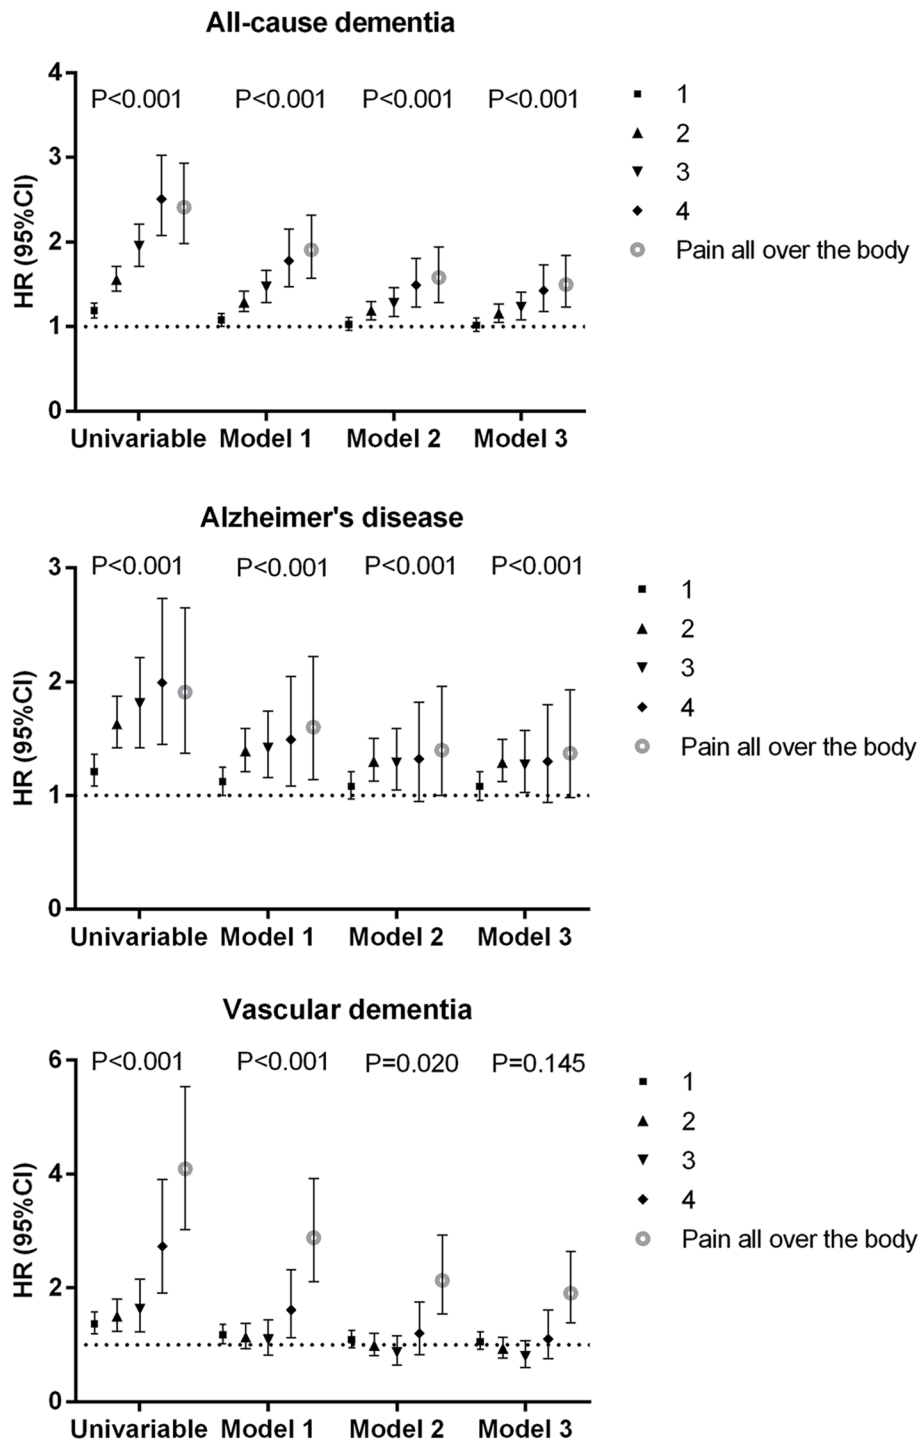 All-cause dementia
HR (95%CI)
4
3
2
1
0
P<0.001 P<0.001 P<0.001 P<0.001
1
2
3
4
Pain all over the body
Univariable Model 1 Model 2 Model 3
Alzheimer's disease
HR (95%CI)
3
2
1
0
P<0.001 P<0.001 P<0.001 P<0.001
1
2
3
4
Pain all over the body
Univariable Model 1 Model 2 Model 3
Vascular dementia
HR (95%CI)
6
4
2
0
P<0.001 P<0.001 P=0.020 P=0.145
1
2
3
4
Pain all over the body
Univariable Model 1 Model 2 Model 3